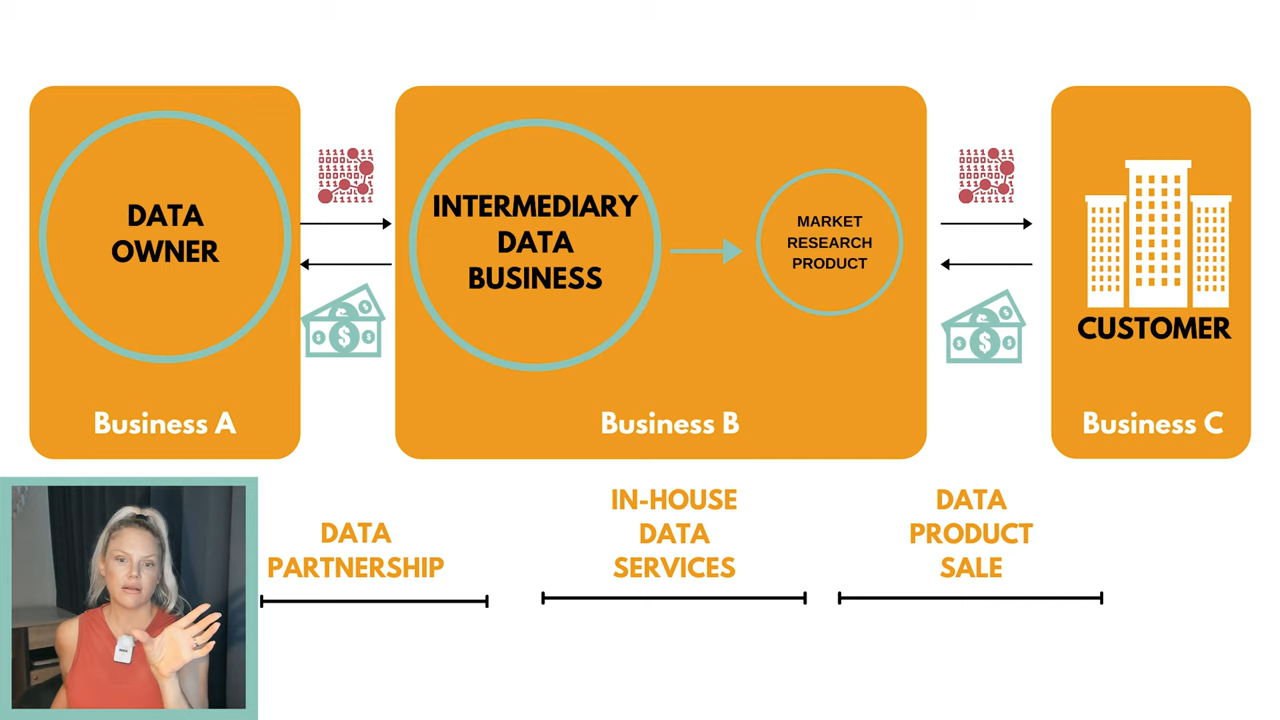 DATA
OWNER
Business A
INTERMEDIARY
DATA
BUSINESS
MARKET
RESEARCH
PRODUCT
Business B
CUSTOMER
Business C
DATA
PARTNERSHIP
IN-HOUSE
DATA
SERVICES
DATA
PRODUCT
SALE